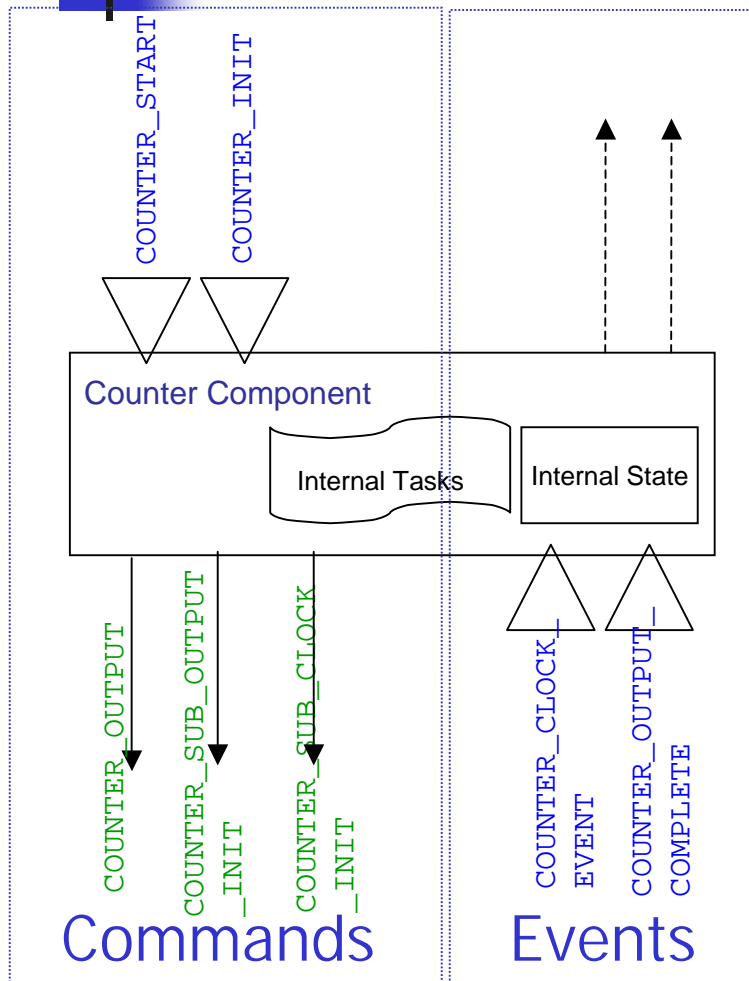 COUNTER_START
COUNTER_INIT
Counter Component
Internal Tasks
Internal State
COUNTER_OUTPUT
COUNTER_SUB_OUTPUT
_INIT
COUNTER_SUB_CLOCK
_INIT
COUNTER_CLOCK_
EVENT
COUNTER_OUTPUT_
COMPLETE
Commands
Events